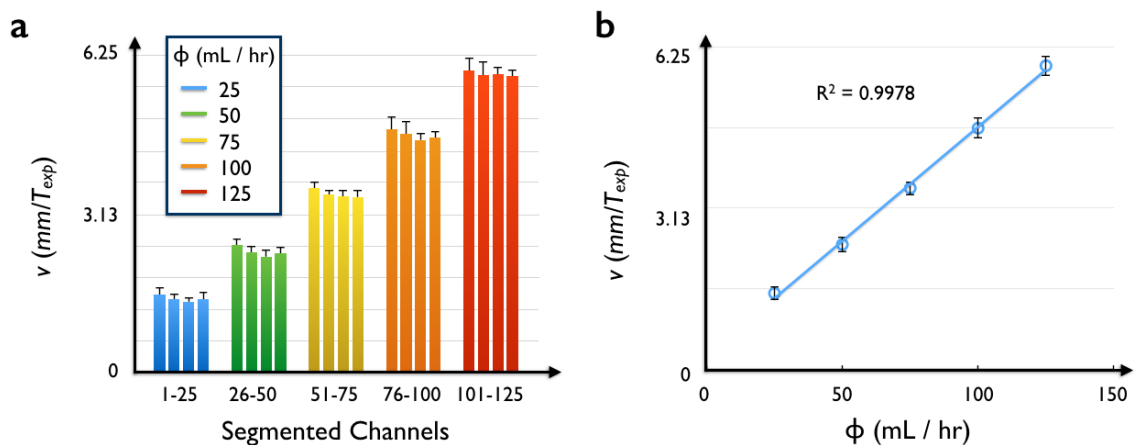 a
6.25
3.13
0
v (mm/Texp)
ϕ (mL / hr)
25
50
75
100
125
1-25
26-50
51-75
76-100
101-125
Segmented Channels
b
6.25
3.13
0
v (mm/Texp)
R² = 0.9978
0
50
100
150
ϕ (mL / hr)